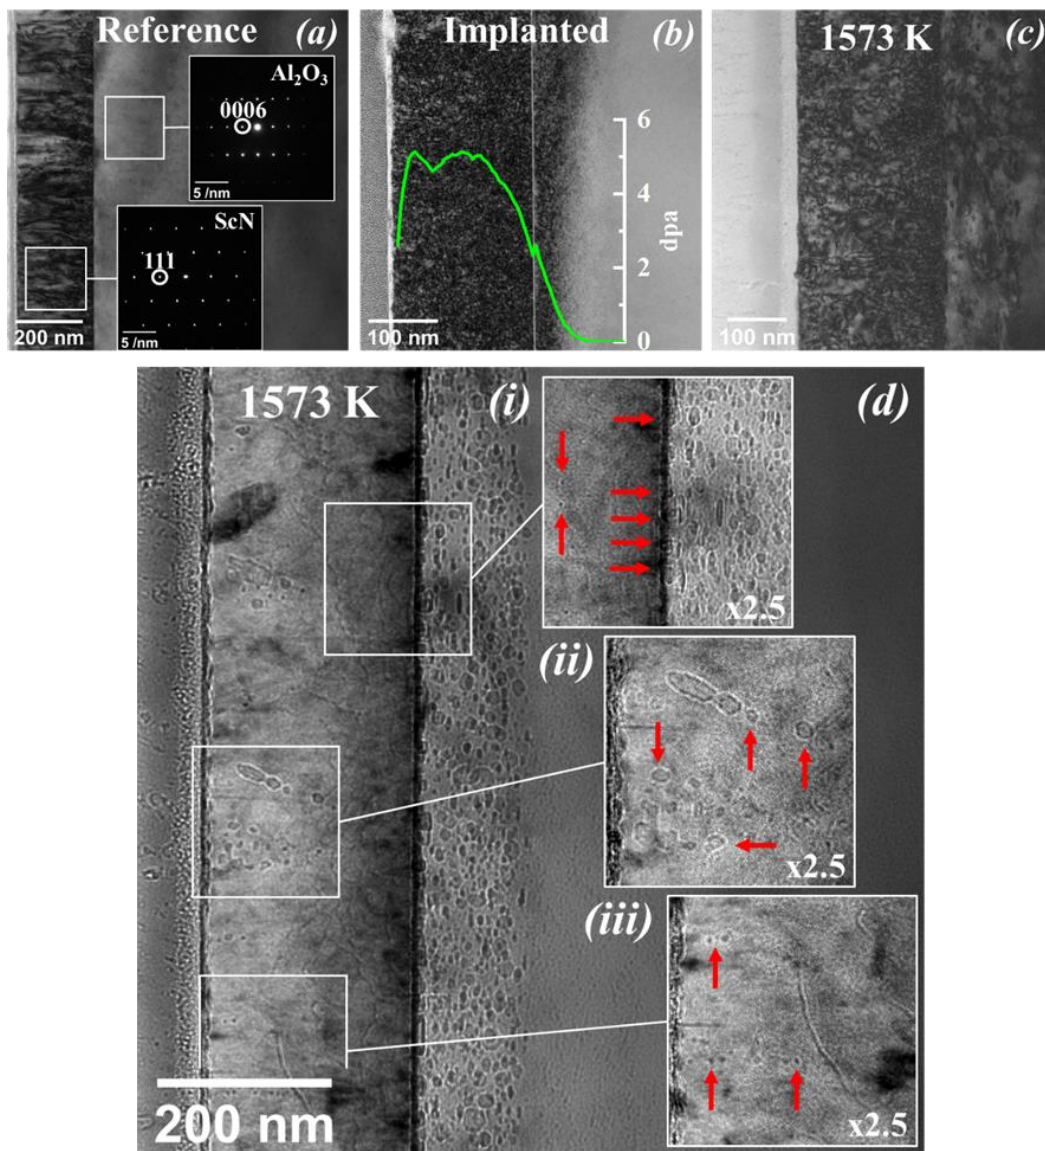 Reference (a)
Al₂O₃
0006
5 /nm
ScN
111
5 /nm
200 nm
Implanted (b)
6
4
2
0
dpa
100 nm
1573 K (c)
100 nm
1573 K (i) (d)
x2.5
(ii)
x2.5
(iii)
x2.5
200 nm